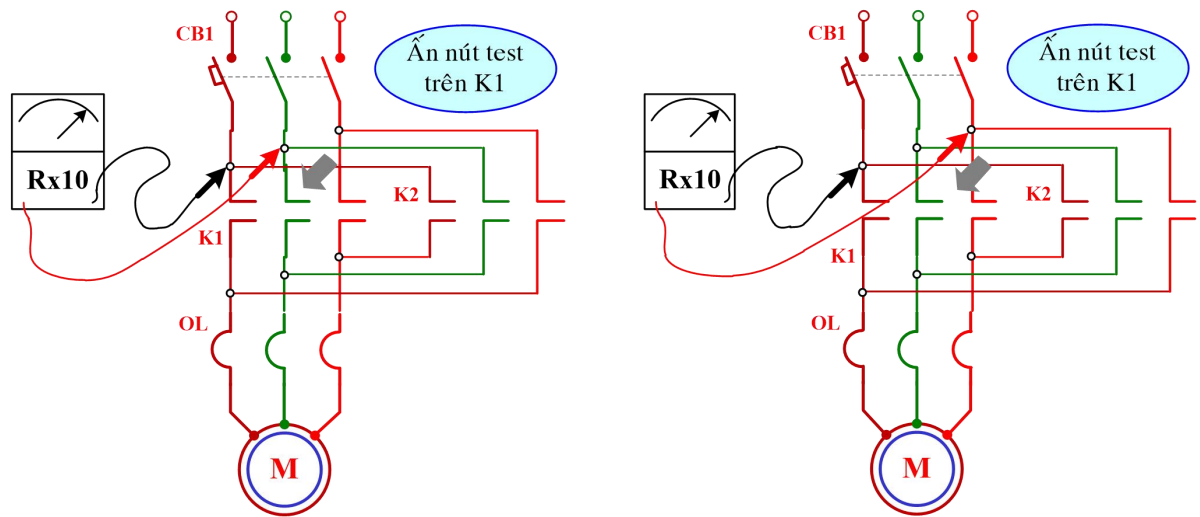 CB1
Ấn nút test
trên K1
Rx10
K2
K1
OL
M
CB1
Ấn nút test
trên K1
Rx10
K2
K1
OL
M